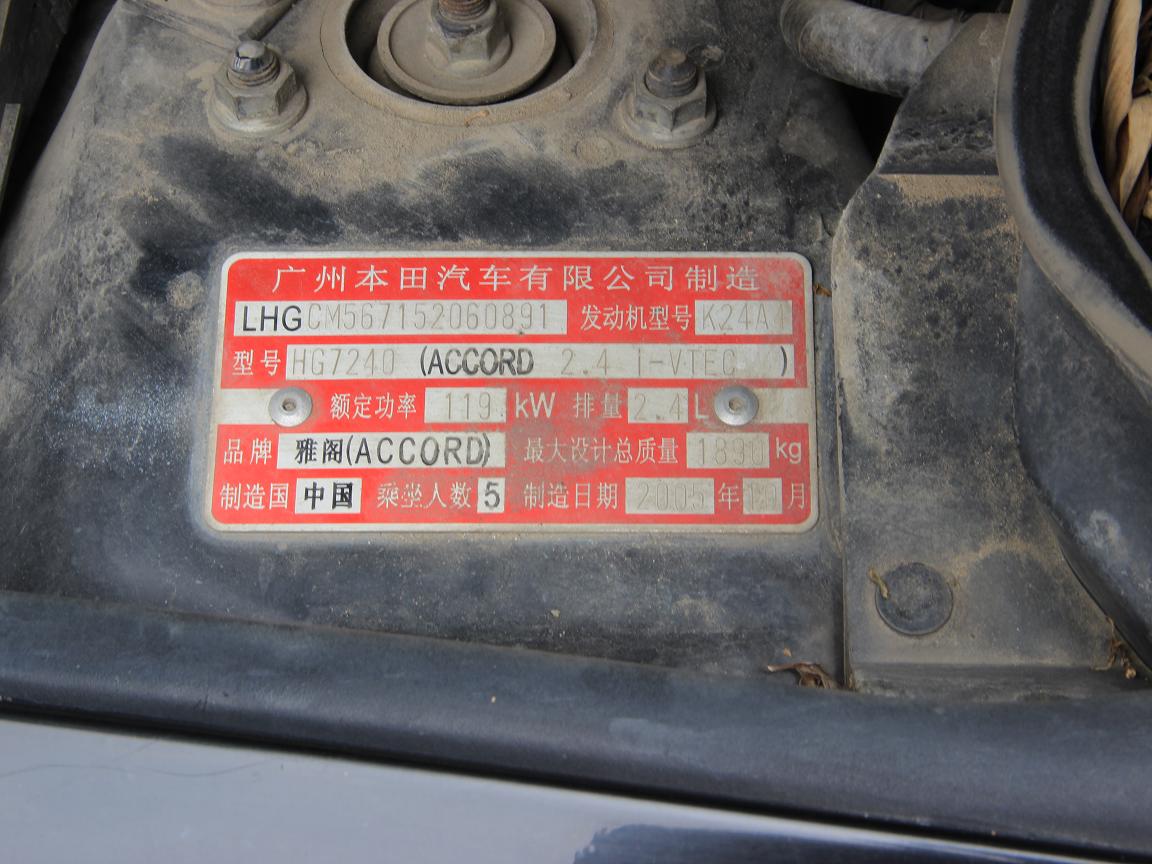 广州本田汽车有限公司制造
LHGCM567152060891 发动机型号 K24A4
型号 HG7240 (ACCORD 2.4 i-VTEC )
额定功率 119 kW 排量 2.4 L
品牌 雅阁(ACCORD) 最大设计总质量 1890 kg
制造国 中国 乘坐人数 5 制造日期 2005 年 10 月